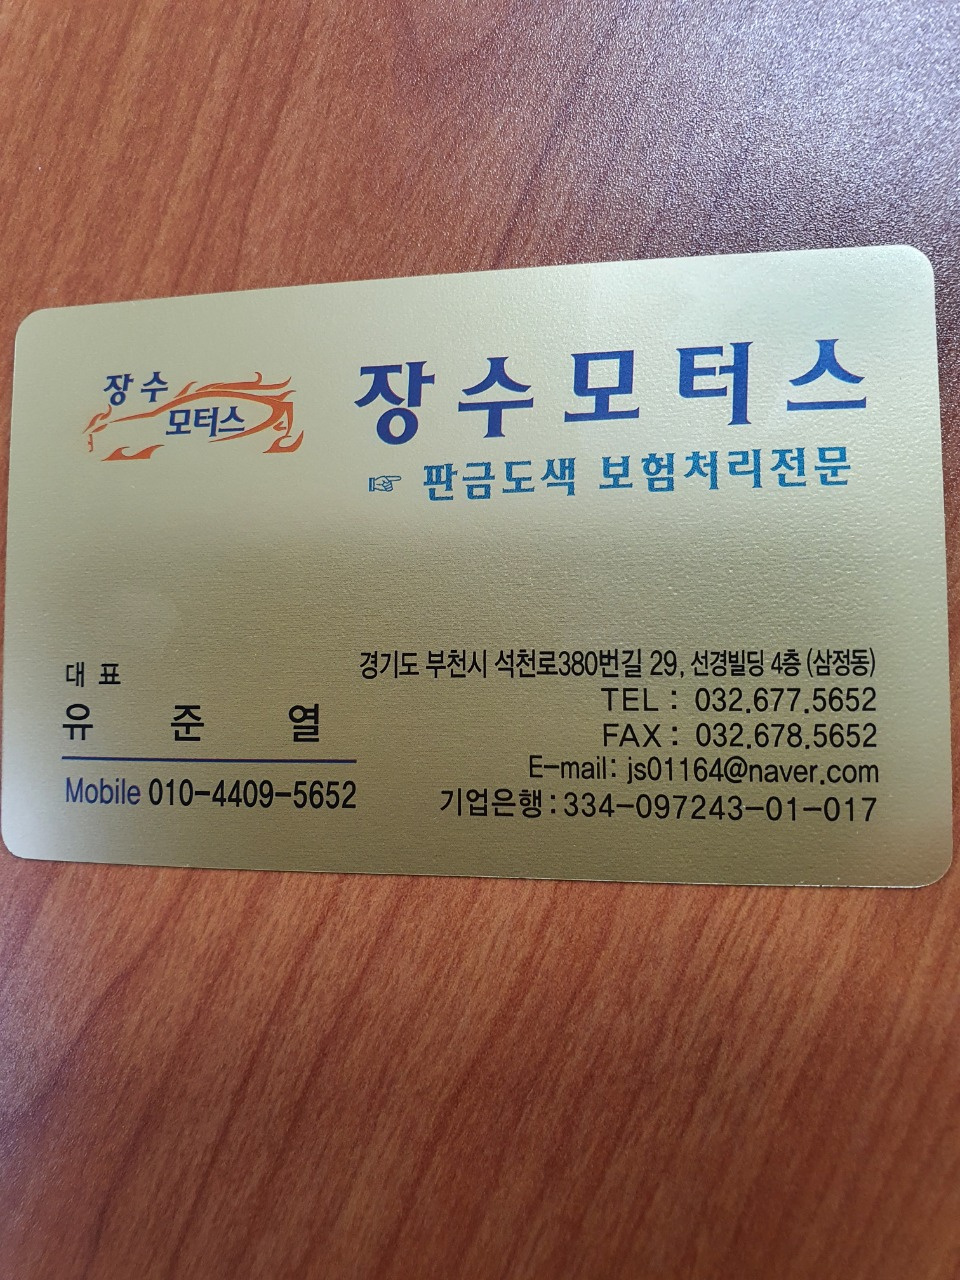 장수
모터스
장수모터스
☞ 판금도색 보험처리전문
대 표
유 준 열
Mobile 010-4409-5652
경기도 부천시 석천로380번길 29, 선경빌딩 4층 (삼정동)
TEL : 032.677.5652
FAX : 032.678.5652
E-mail: js01164@naver.com
기업은행:334-097243-01-017